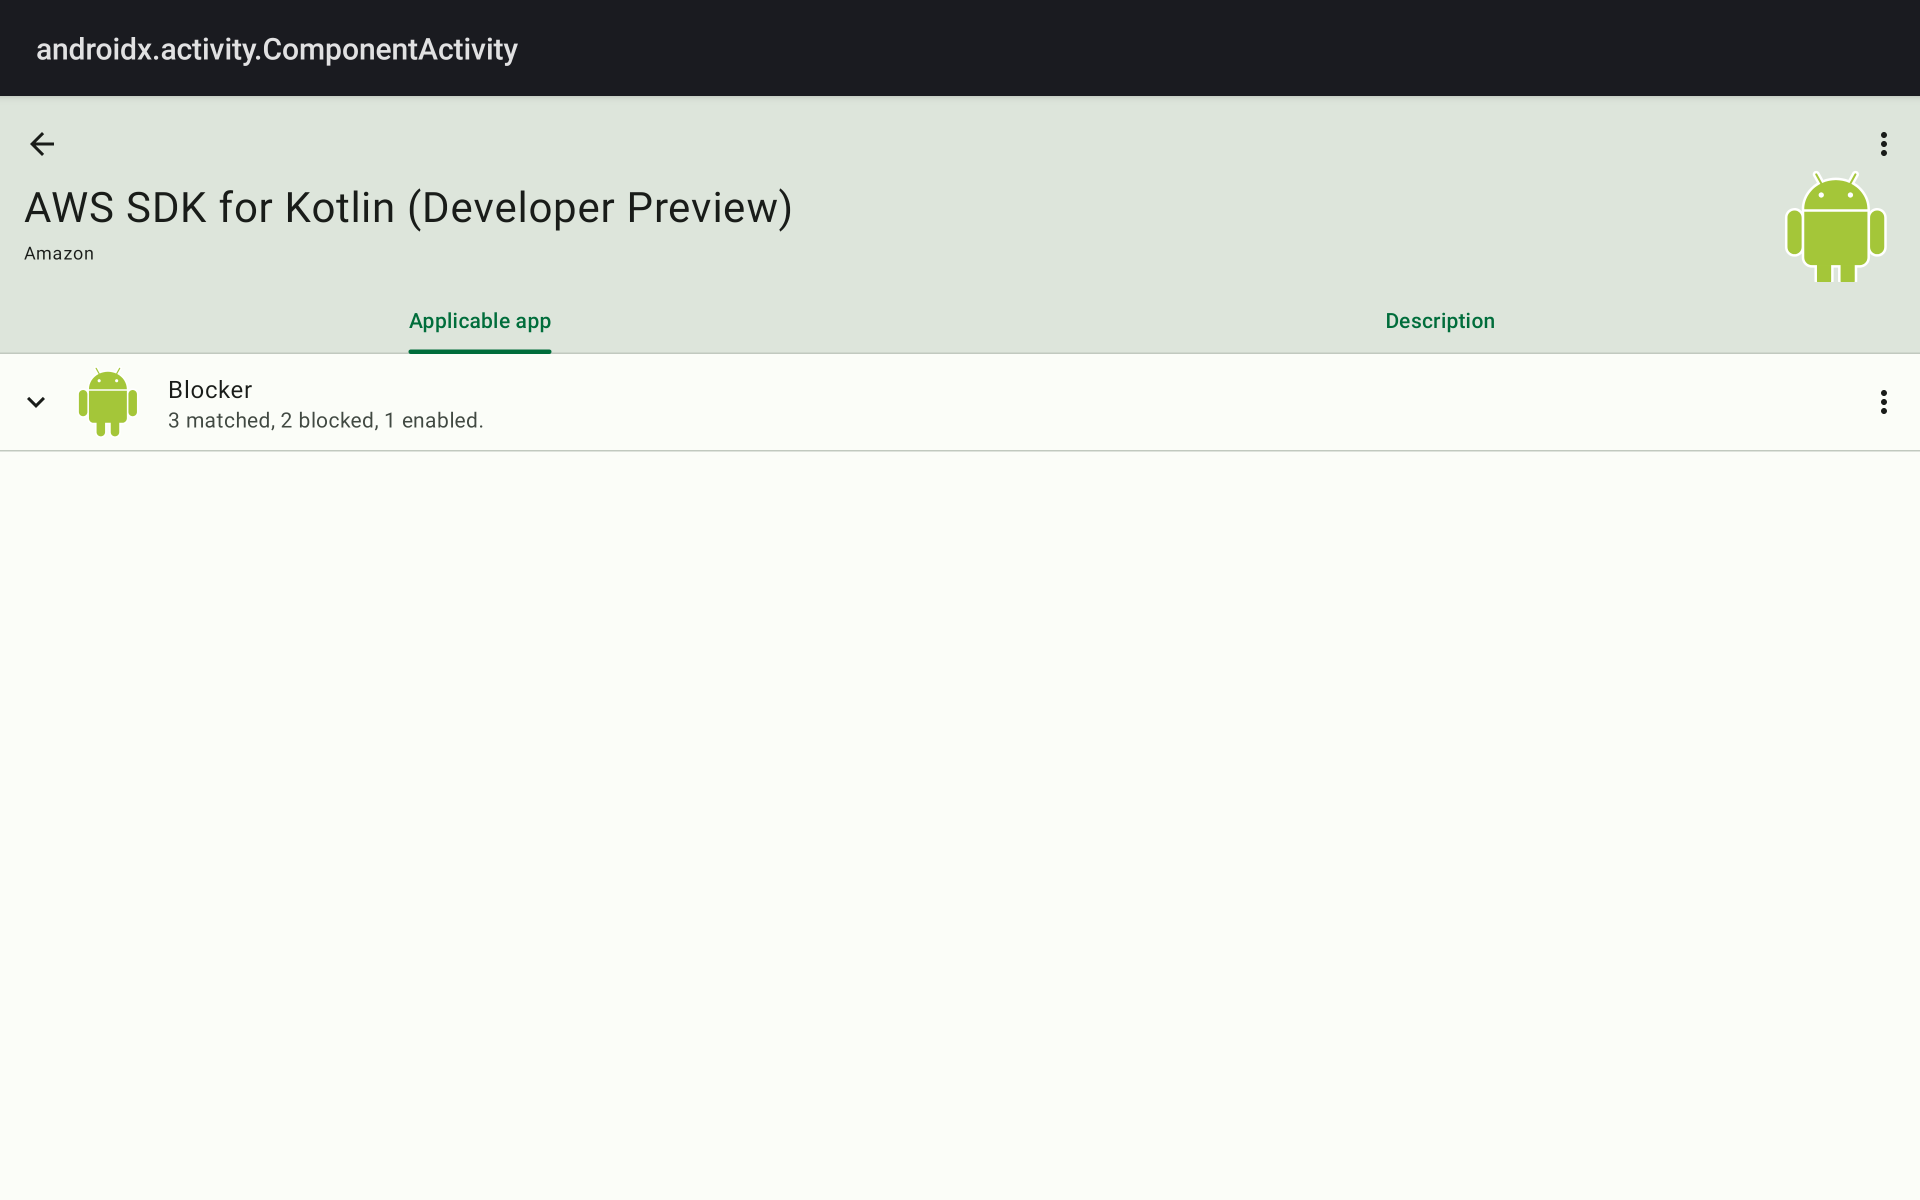 androidx.activity.ComponentActivity
AWS SDK for Kotlin (Developer Preview)
Amazon
Applicable app
Description
Blocker
3 matched, 2 blocked, 1 enabled.